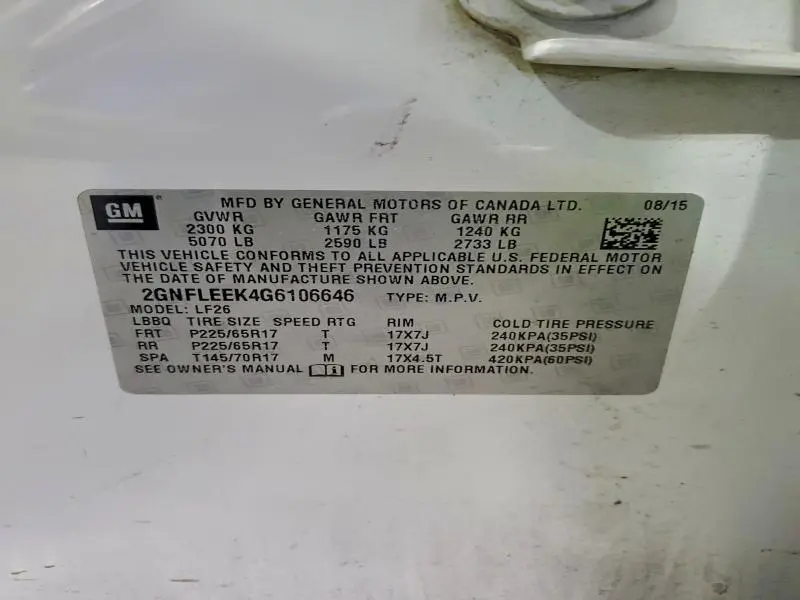 GM MFD BY GENERAL MOTORS OF CANADA LTD. 08/15
GVWR GAWR FRT GAWR RR
2300 KG 1175 KG 1240 KG
5070 LB 2590 LB 2733 LB
THIS VEHICLE CONFORMS TO ALL APPLICABLE U.S. FEDERAL MOTOR
VEHICLE SAFETY AND THEFT PREVENTION STANDARDS IN EFFECT ON
THE DATE OF MANUFACTURE SHOWN ABOVE.
2GNFLEEK4G6106646 TYPE: M.P.V.
MODEL: LF26
LBBQ TIRE SIZE SPEED RTG RIM COLD TIRE PRESSURE
FRT P225/65R17 T 17X7J 240KPA(35PSI)
RR P225/65R17 T 17X7J 240KPA(35PSI)
SPA T145/70R17 M 17X4.5T 420KPA(60PSI)
SEE OWNER'S MANUAL FOR MORE INFORMATION.